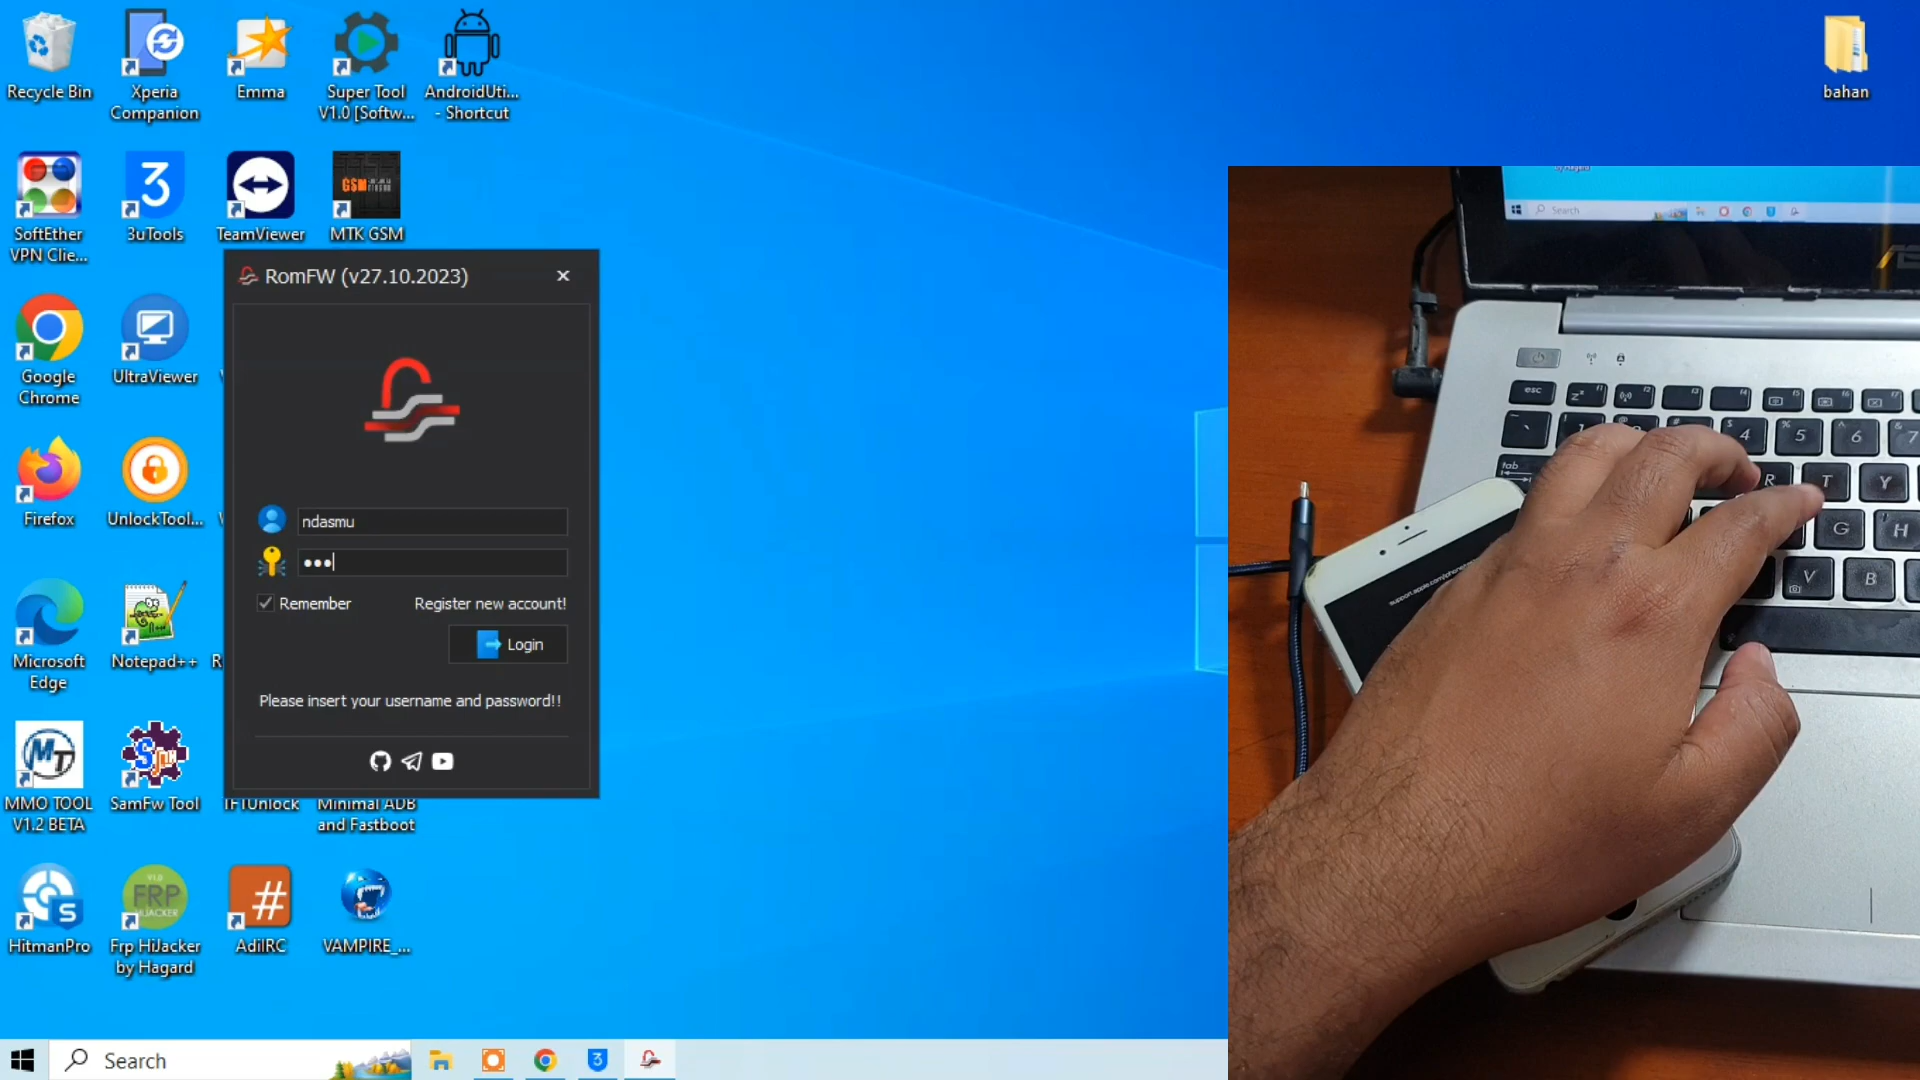 Recycle Bin
Xperia
Companion
Emma
Super Tool
V1.0 [Softw...
AndroidUti...
- Shortcut
bahan
SoftEther
VPN Clie...
3uTools
TeamViewer
MTK GSM
Google
Chrome
UltraViewer
Firefox
UnlockTool...
Microsoft
Edge
Notepad++
MMO TOOL
V1.2 BETA
SamFw Tool
Minimal ADB
and Fastboot
HitmanPro
Frp HiJacker
by Hagard
AdiIRC
VAMPIRE_...
RomFW (v27.10.2023)
ndasmu
Remember
Register new account!
Login
Please insert your username and password!!
Search
by Hagard
Search
esc
tab
4
5
6
7
R
T
Y
G
H
V
B